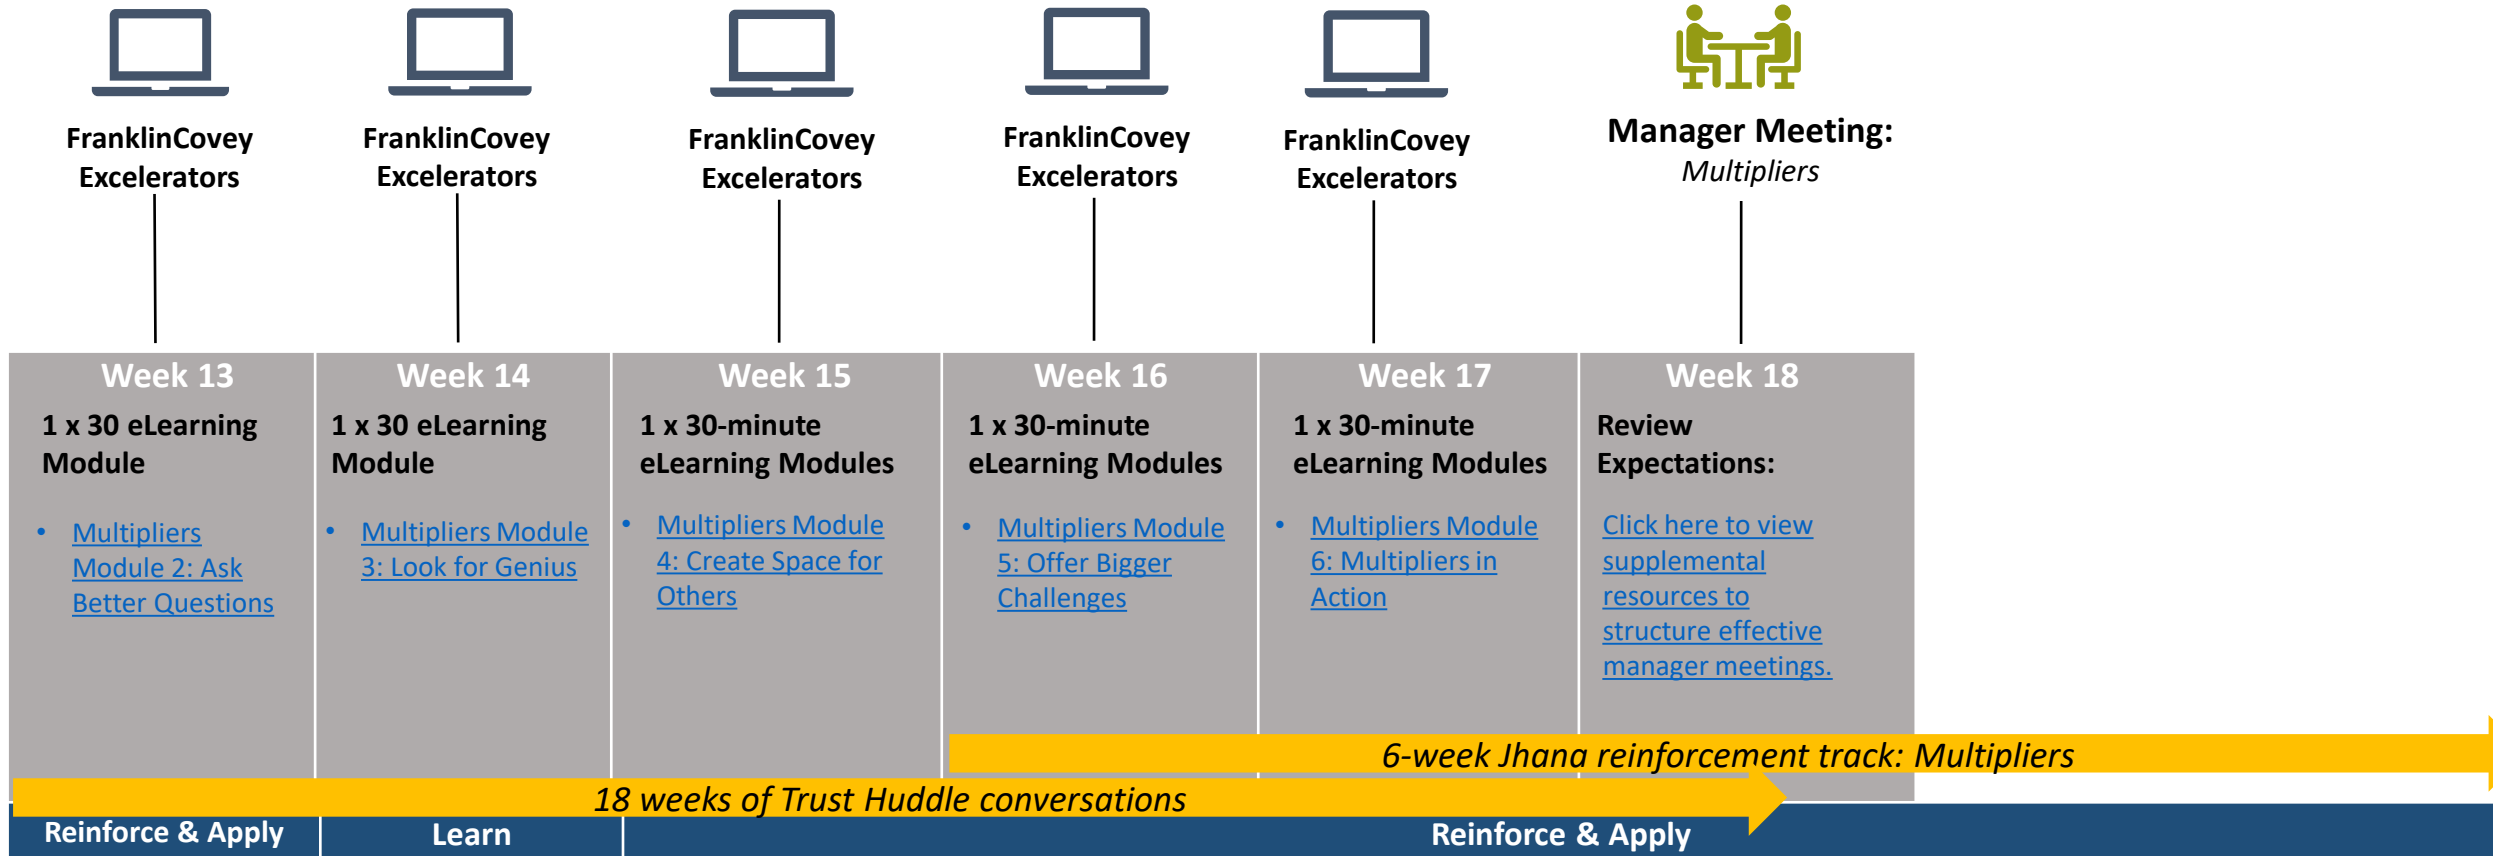 FranklinCovey
Excelerators
FranklinCovey
Excelerators
FranklinCovey
Excelerators
FranklinCovey
Excelerators
FranklinCovey
Excelerators
Manager Meeting:
Multipliers
Week 13
1 x 30 eLearning
Module
• Multipliers
Module 2: Ask
Better Questions
Week 14
1 x 30 eLearning
Module
• Multipliers Module
3: Look for Genius
Week 15
1 x 30-minute
eLearning Modules
• Multipliers Module
4: Create Space for
Others
Week 16
1 x 30-minute
eLearning Modules
• Multipliers Module
5: Offer Bigger
Challenges
Week 17
1 x 30-minute
eLearning Modules
• Multipliers Module
6: Multipliers in
Action
Week 18
Review
Expectations:
Click here to view
supplemental
resources to
structure effective
manager meetings.
6-week Jhana reinforcement track: Multipliers
18 weeks of Trust Huddle conversations
Reinforce & Apply
Learn
Reinforce & Apply